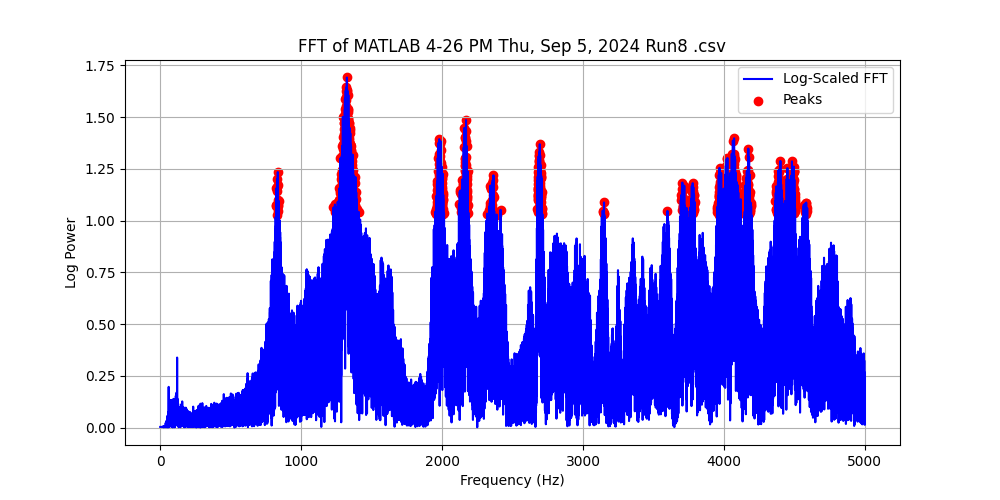 FFT of MATLAB 4-26 PM Thu, Sep 5, 2024 Run8 .csv
Log-Scaled FFT
Peaks
Log Power
1.75
1.50
1.25
1.00
0.75
0.50
0.25
0.00
0 1000 2000 3000 4000 5000
Frequency (Hz)